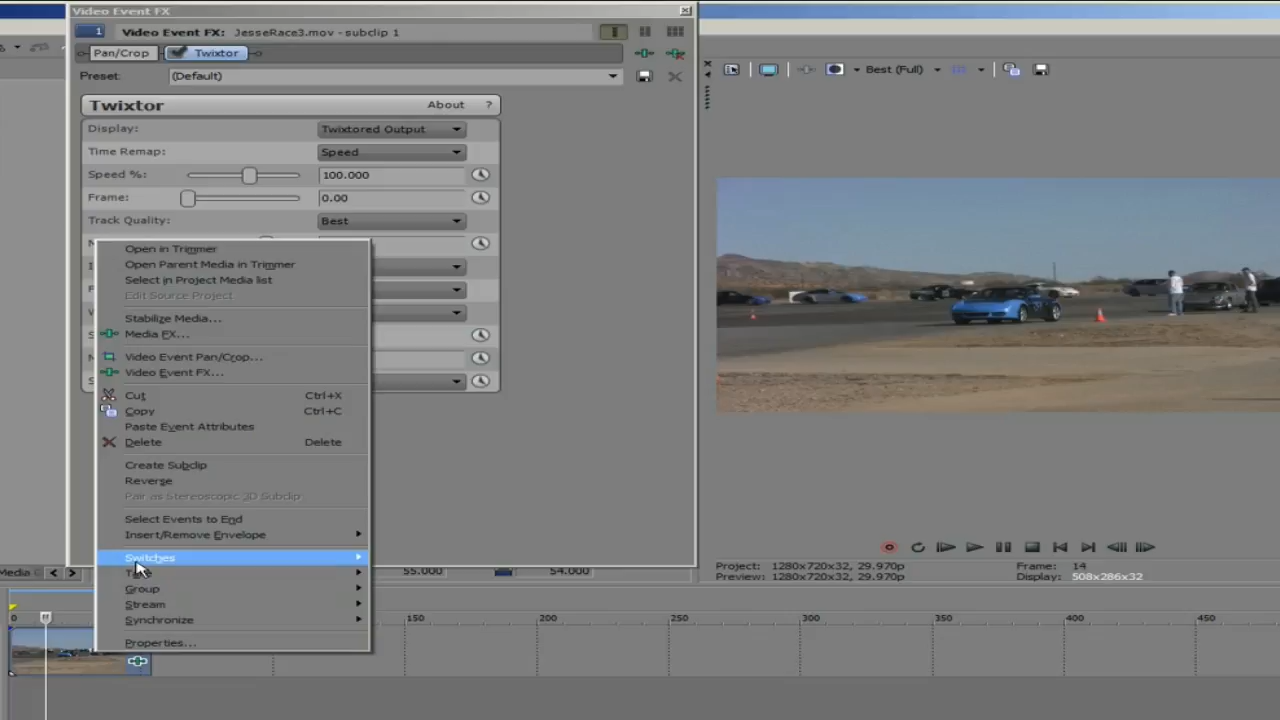 Video Event FX
1 Video Event FX: JesseRace3.mov - subclip 1
Pan/Crop Twixtor
Preset: (Default)
Best (Full)
Twixtor About ?
Display: Twixtored Output
Time Remap: Speed
Speed %: 100.000
Frame: 0.00
Track Quality: Best
Open in Trimmer
Open Parent Media in Trimmer
Select in Project Media list
Edit Source Project
Stabilize Media...
Media FX...
Video Event Pan/Crop...
Video Event FX...
Cut Ctrl+X
Copy Ctrl+C
Paste Event Attributes
Delete Delete
Create Subclip
Reverse
Pair as Stereoscopic 3D Subclip
Select Events to End
Insert/Remove Envelope
Switches
Group
Stream
Synchronize
Properties...
Media 55.000 54.000
Project: 1280x720x32, 29.970p Frame: 14
Preview: 1280x720x32, 29.970p Display: 508x286x32
0 150 200 250 300 350 400 450